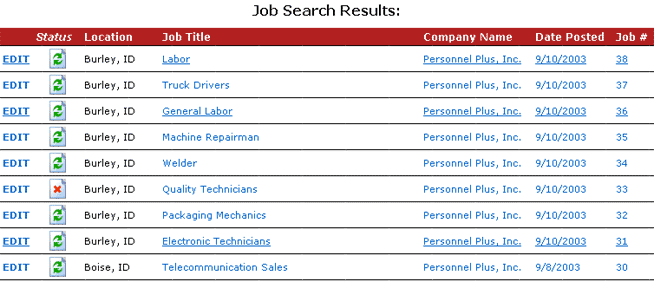 Job Search Results:
Status Location Job Title Company Name Date Posted Job #
EDIT Burley, ID Labor Personnel Plus, Inc. 9/10/2003 38
EDIT Burley, ID Truck Drivers Personnel Plus, Inc. 9/10/2003 37
EDIT Burley, ID General Labor Personnel Plus, Inc. 9/10/2003 36
EDIT Burley, ID Machine Repairman Personnel Plus, Inc. 9/10/2003 35
EDIT Burley, ID Welder Personnel Plus, Inc. 9/10/2003 34
EDIT Burley, ID Quality Technicians Personnel Plus, Inc. 9/10/2003 33
EDIT Burley, ID Packaging Mechanics Personnel Plus, Inc. 9/10/2003 32
EDIT Burley, ID Electronic Technicians Personnel Plus, Inc. 9/10/2003 31
EDIT Boise, ID Telecommunication Sales Personnel Plus, Inc. 9/8/2003 30